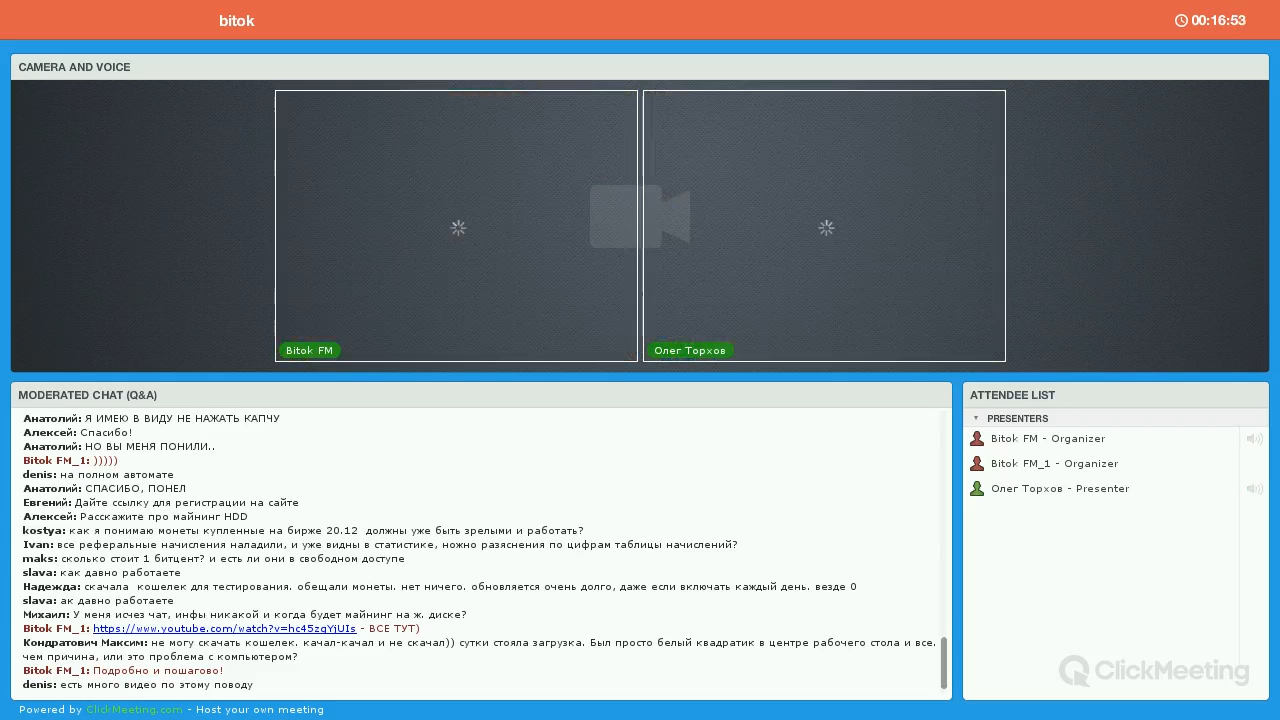 bitok
00:16:53
CAMERA AND VOICE
Bitok FM
Олег Торхов
MODERATED CHAT (Q&A)
Анатолий: Я ИМЕЮ В ВИДУ НЕ НАЖАТЬ КАПЧУ
Алексей: Спасибо!
Анатолий: НО ВЫ МЕНЯ ПОНИЛИ..
Bitok FM_1: )))))
denis: на полном автомате
Анатолий: СПАСИБО, ПОНЕЛ
Евгений: Дайте ссылку для регистрации на сайте
Алексей: Расскажите про майнинг HDD
kostya: как я понимаю монеты купленные на бирже 20.12 должны уже быть зрелыми и работать?
Ivan: все реферальные начисления наладили, и уже видны в статистике, ножно разяснения по цифрам таблицы начислений?
maks: сколько стоит 1 битцент? и есть ли они в свободном доступе
slava: как давно работаете
Надежда: скачала кошелек для тестирования. обещали монеты. нет ничего. обновляется очень долго, даже если включать каждый день. везде 0
slava: ак давно работаете
Михаил: У меня исчез чат, инфы никакой и когда будет майнинг на ж. диске?
Bitok FM_1: https://www.youtube.com/watch?v=hc45zqYjUIs - ВСЕ ТУТ)
Кондратович Максим: не могу скачать кошелек. качал-качал и не скачал)) сутки стояла загрузка. Был просто белый квадратик в центре рабочего стола и все.
чем причина, или это проблема с компьютером?
Bitok FM_1: Подробно и пошагово!
denis: есть много видео по этому поводу
ATTENDEE LIST
PRESENTERS
Bitok FM - Organizer
Bitok FM_1 - Organizer
Олег Торхов - Presenter
ClickMeeting
Powered by ClickMeeting.com - Host your own meeting